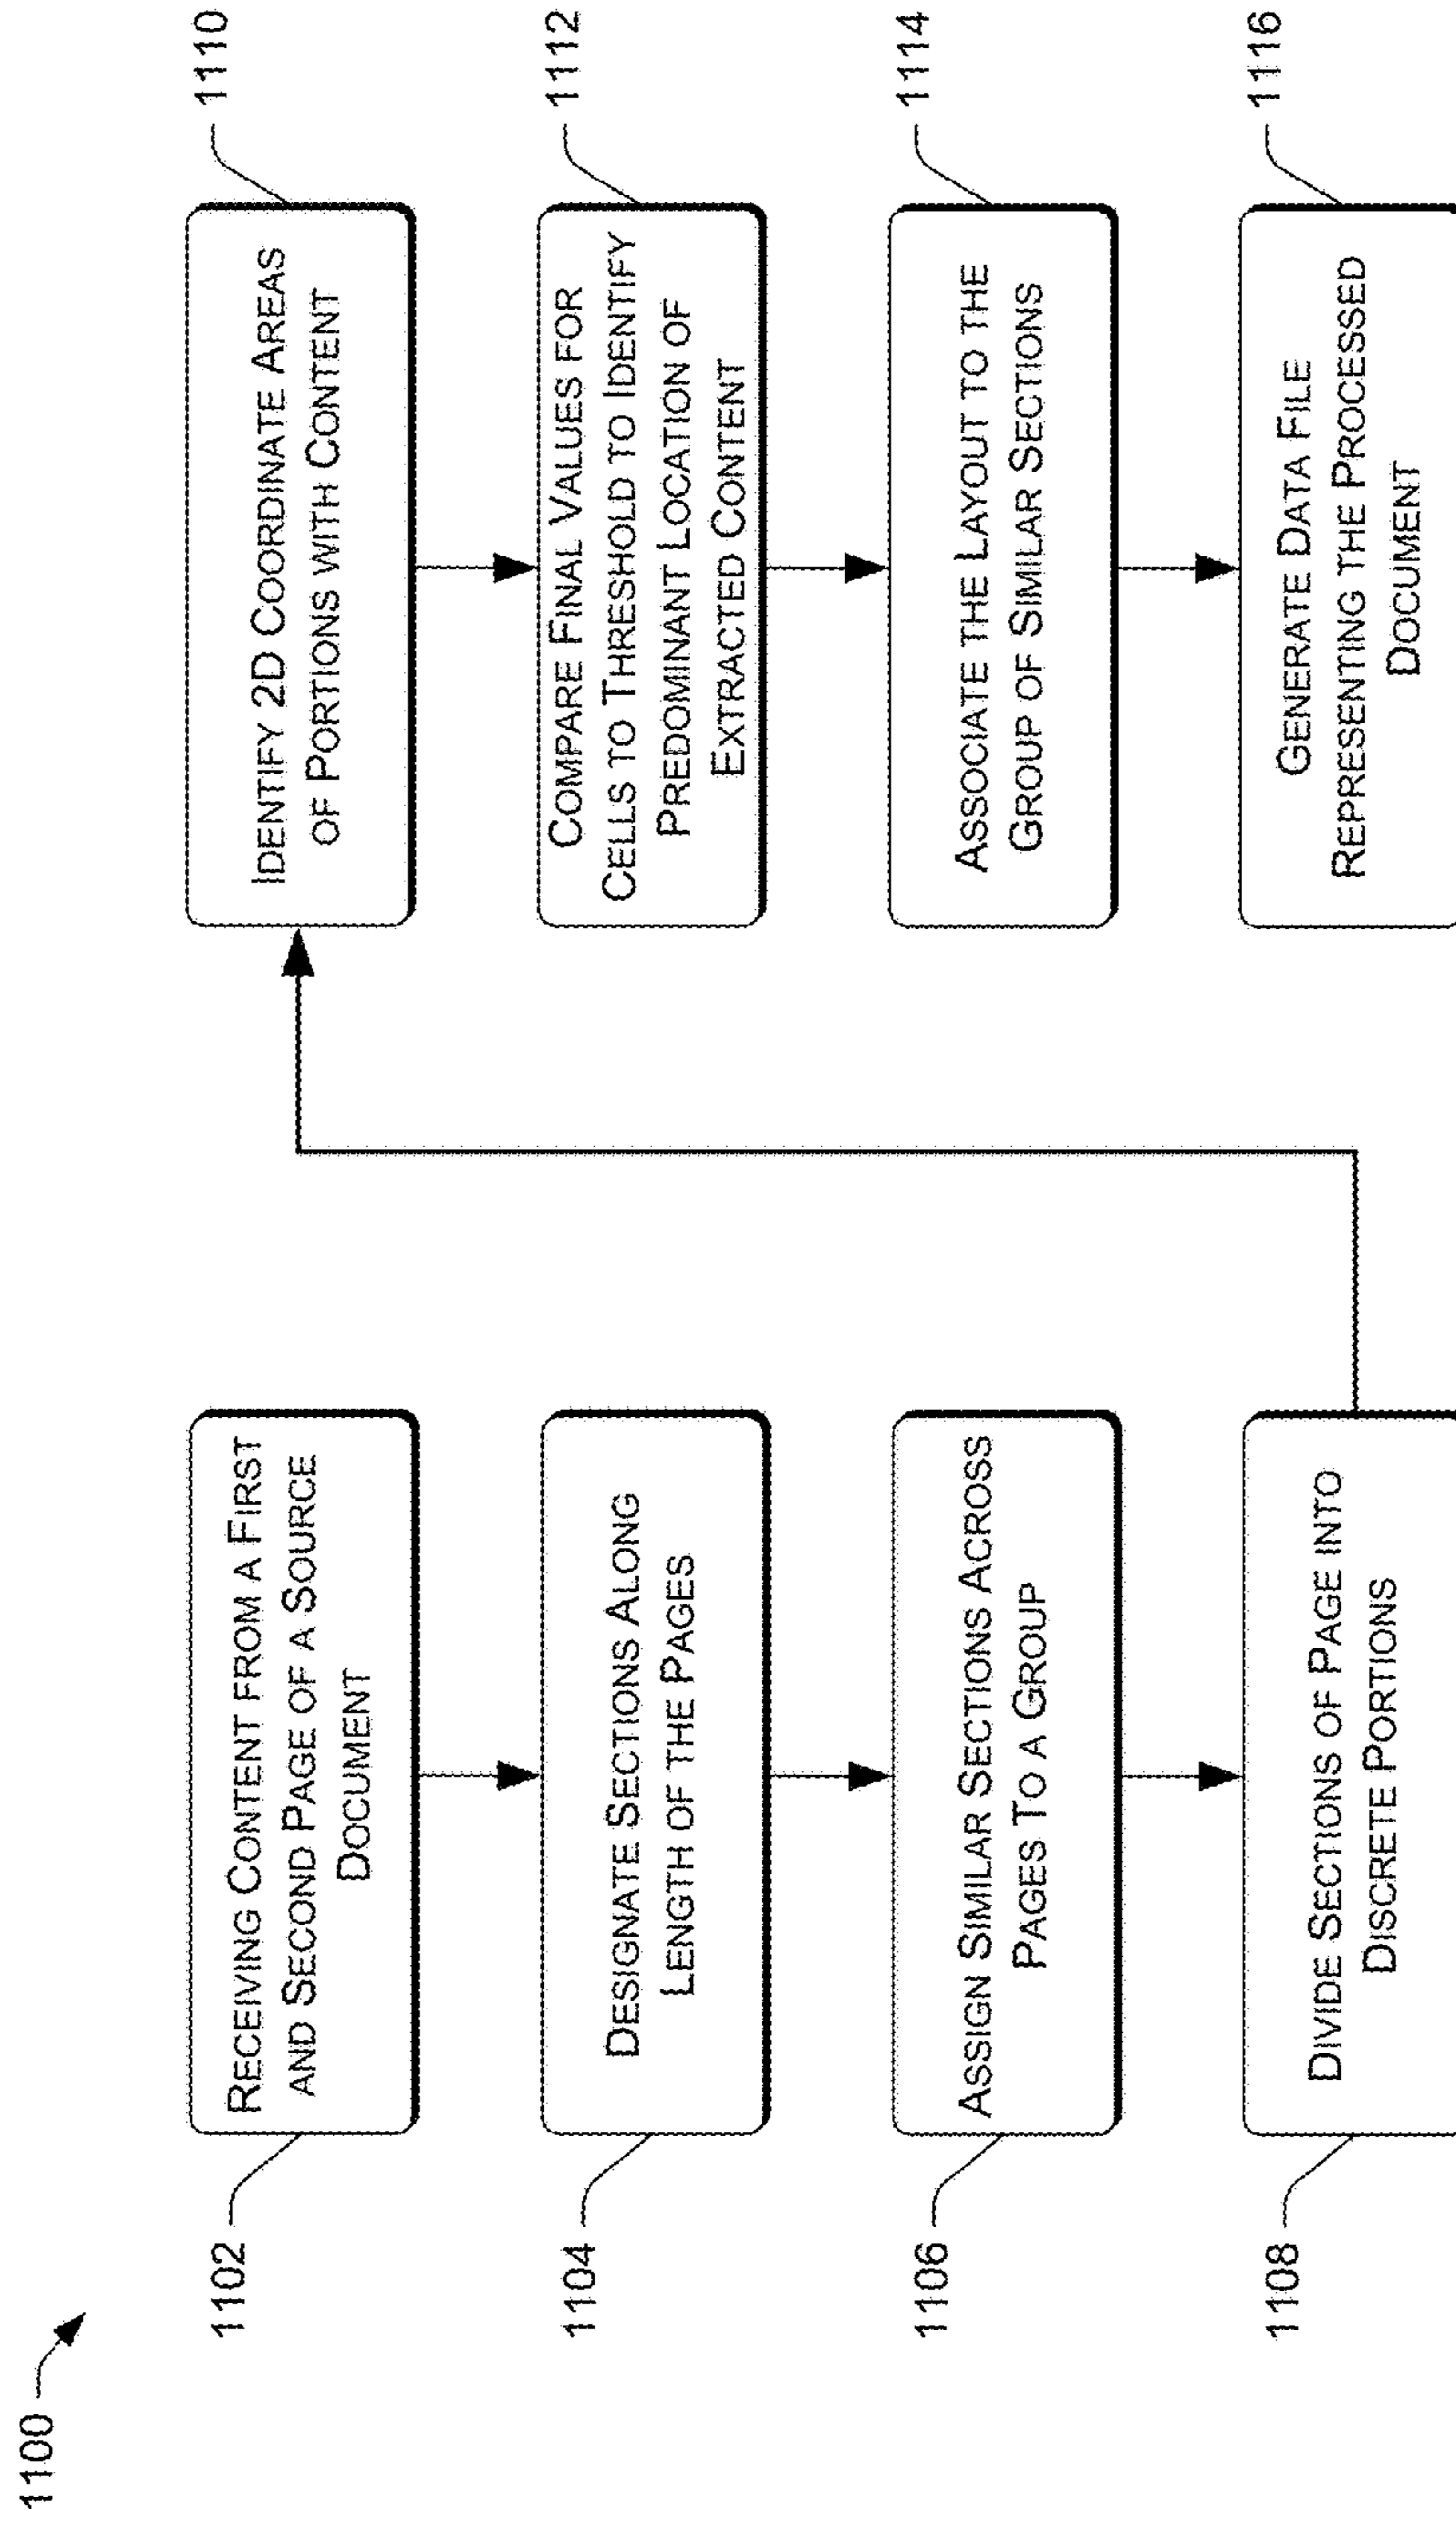 1100
1102
RECEIVING CONTENT FROM A FIRST
AND SECOND PAGE OF A SOURCE
DOCUMENT
1104
DESIGNATE SECTIONS ALONG
LENGTH OF THE PAGES
1106
ASSIGN SIMILAR SECTIONS ACROSS
PAGES TO A GROUP
1108
DIVIDE SECTIONS OF PAGE INTO
DISCRETE PORTIONS
1110
IDENTIFY 2D COORDINATE AREAS
OF PORTIONS WITH CONTENT
1112
COMPARE FINAL VALUES FOR
CELLS TO THRESHOLD TO IDENTIFY
PREDOMINANT LOCATION OF
EXTRACTED CONTENT
1114
ASSOCIATE THE LAYOUT TO THE
GROUP OF SIMILAR SECTIONS
1116
GENERATE DATA FILE
REPRESENTING THE PROCESSED
DOCUMENT